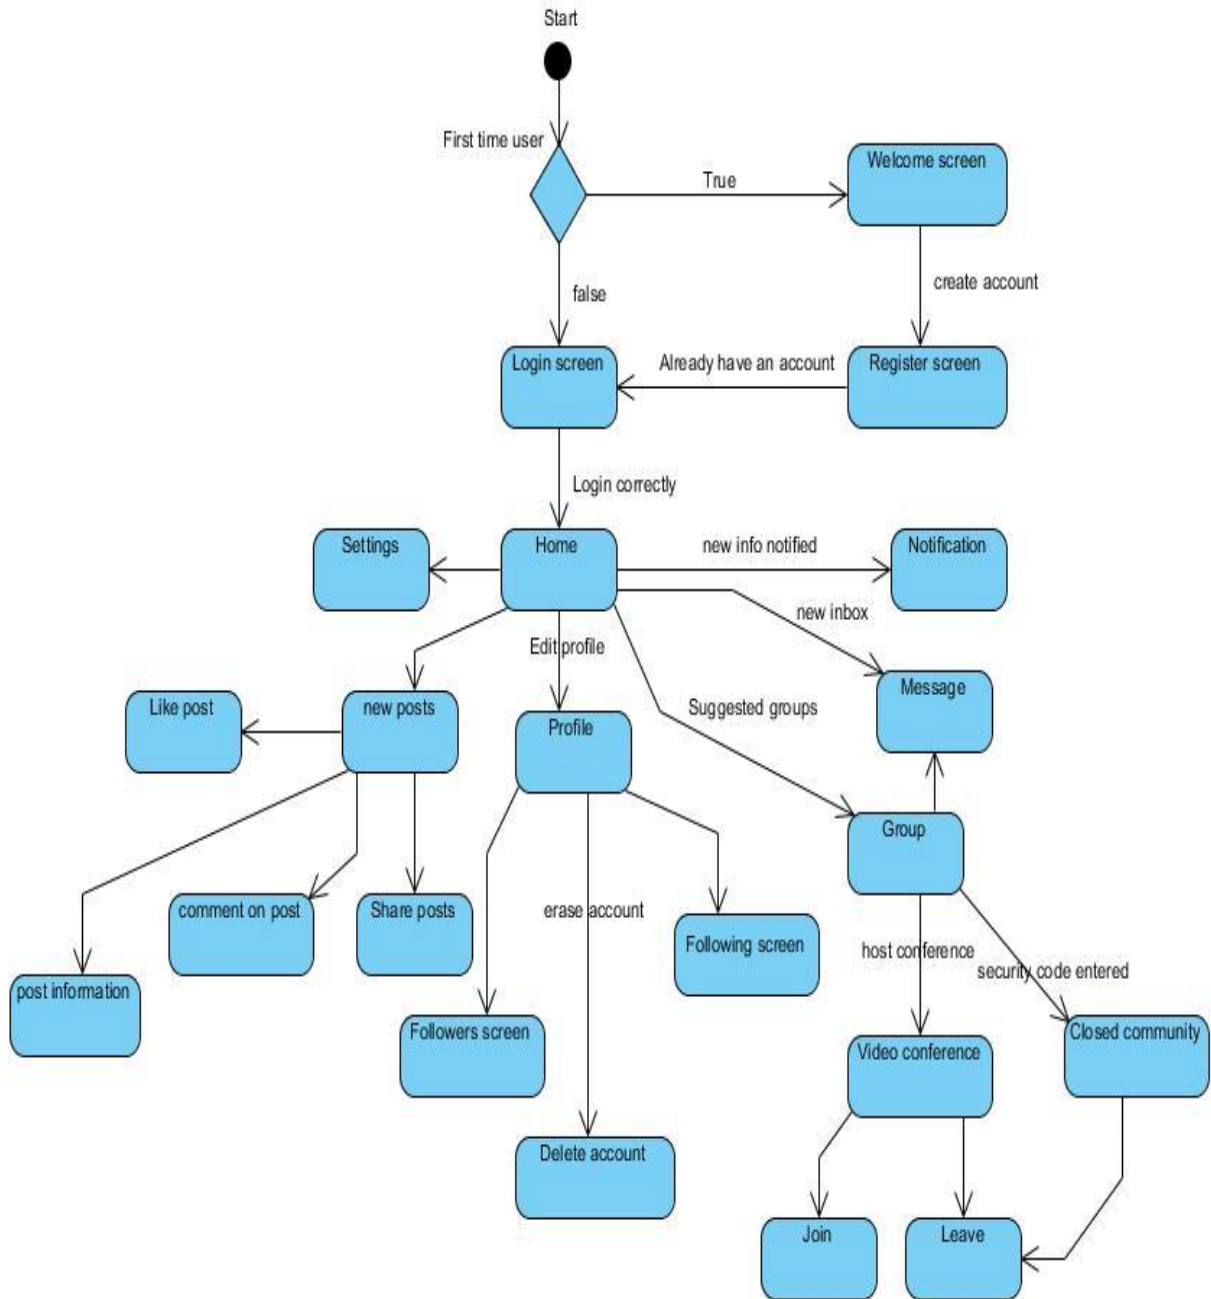 Start
First time user
Welcome screen
True
create account
false
Login screen
Already have an account
Register screen
Login correctly
Settings
Home
new info notified
Notification
new inbox
Edit profile
Message
Like post
new posts
Profile
Suggested groups
Group
comment on post
Share posts
erase account
Following screen
host conference
security code entered
post information
Followers screen
Video conference
Closed community
Delete account
Join
Leave